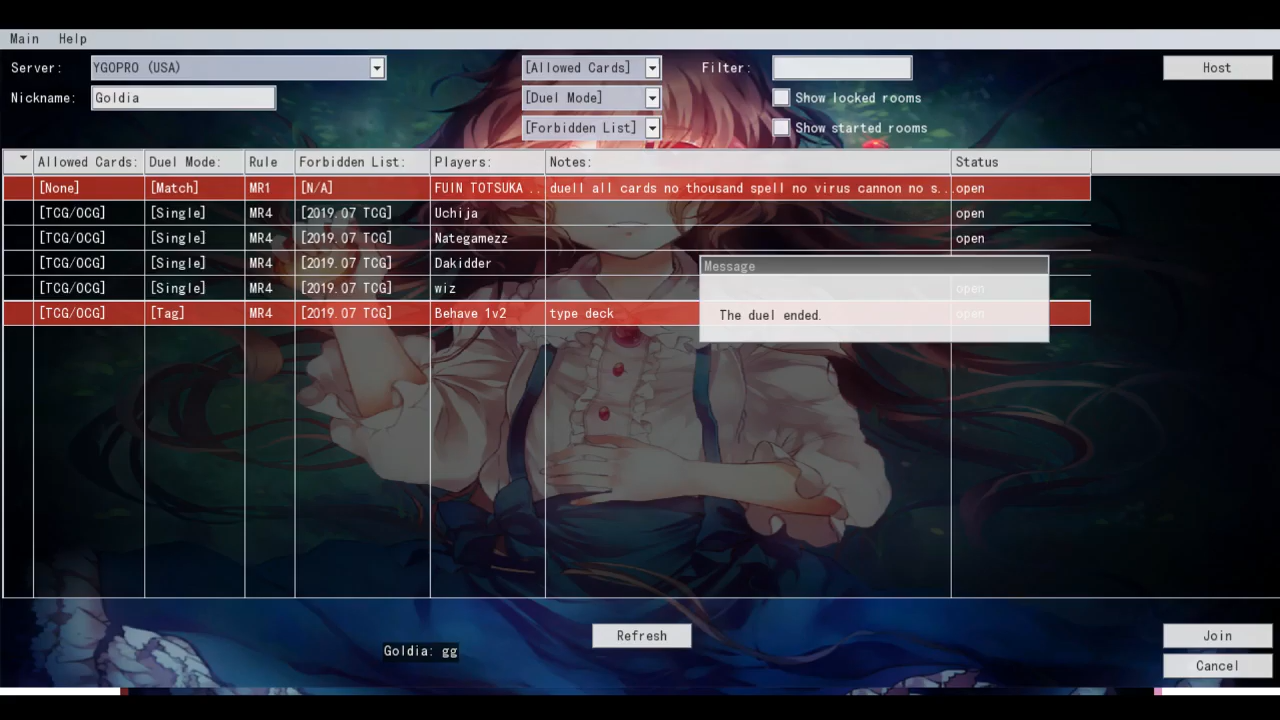 Main Help
Server: YGOPRO (USA) [Allowed Cards] Filter: Host
Nickname: Goldia [Duel Mode] Show locked rooms
[Forbidden List] Show started rooms
Allowed Cards: Duel Mode: Rule Forbidden List: Players: Notes: Status
[None] [Match] MR1 [N/A] FUIN TOTSUKA .. duell all cards no thousand spell no virus cannon no s... open
[TCG/OCG] [Single] MR4 [2019.07 TCG] Uchija open
[TCG/OCG] [Single] MR4 [2019.07 TCG] Nategamezz open
[TCG/OCG] [Single] MR4 [2019.07 TCG] Dakidder
Message
[TCG/OCG] [Single] MR4 [2019.07 TCG] wiz open
[TCG/OCG] [Tag] MR4 [2019.07 TCG] Behave 1v2 type deck open
The duel ended.
Refresh Join
Goldia: gg
Cancel